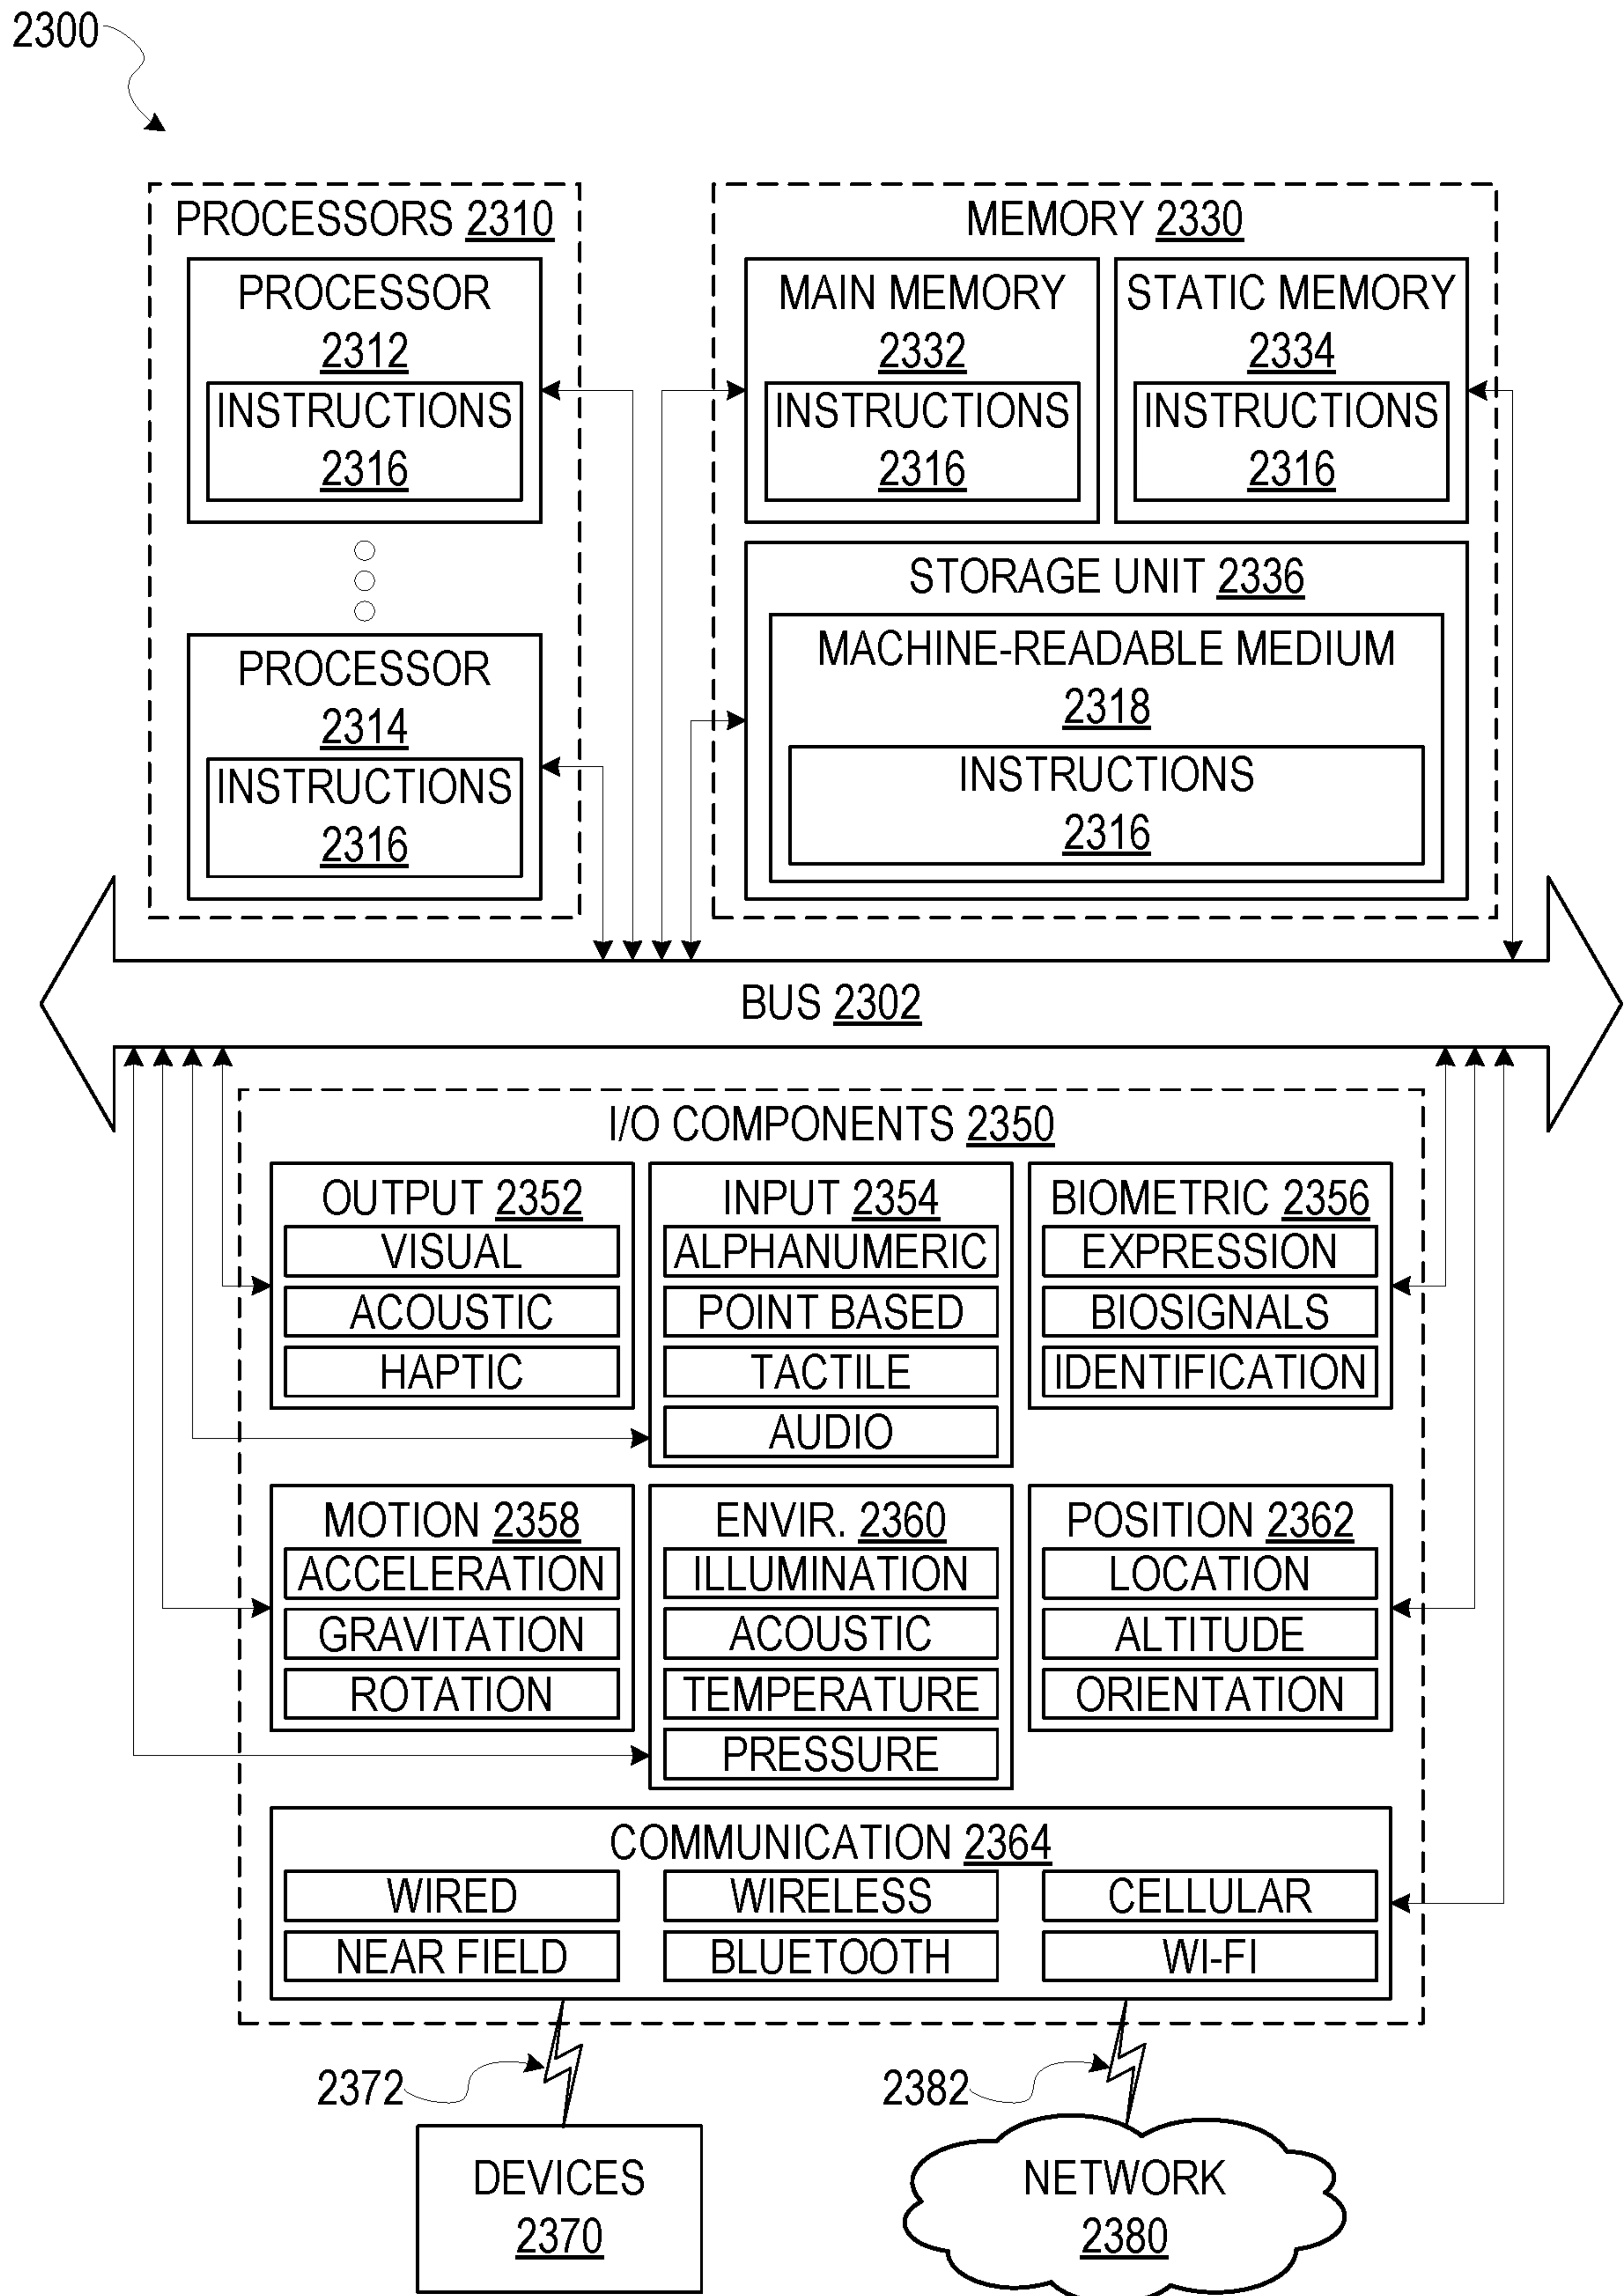 2300
PROCESSORS 2310
PROCESSOR
2312
INSTRUCTIONS
2316
PROCESSOR
2314
INSTRUCTIONS
2316
MEMORY 2330
MAIN MEMORY
2332
INSTRUCTIONS
2316
STATIC MEMORY
2334
INSTRUCTIONS
2316
STORAGE UNIT 2336
MACHINE-READABLE MEDIUM
2318
INSTRUCTIONS
2316
BUS 2302
I/O COMPONENTS 2350
OUTPUT 2352
VISUAL
ACOUSTIC
HAPTIC
INPUT 2354
ALPHANUMERIC
POINT BASED
TACTILE
AUDIO
BIOMETRIC 2356
EXPRESSION
BIOSIGNALS
IDENTIFICATION
MOTION 2358
ACCELERATION
GRAVITATION
ROTATION
ENVIR. 2360
ILLUMINATION
ACOUSTIC
TEMPERATURE
PRESSURE
POSITION 2362
LOCATION
ALTITUDE
ORIENTATION
COMMUNICATION 2364
WIRED
WIRELESS
CELLULAR
NEAR FIELD
BLUETOOTH
WI-FI
2372
2382
DEVICES
2370
NETWORK
2380